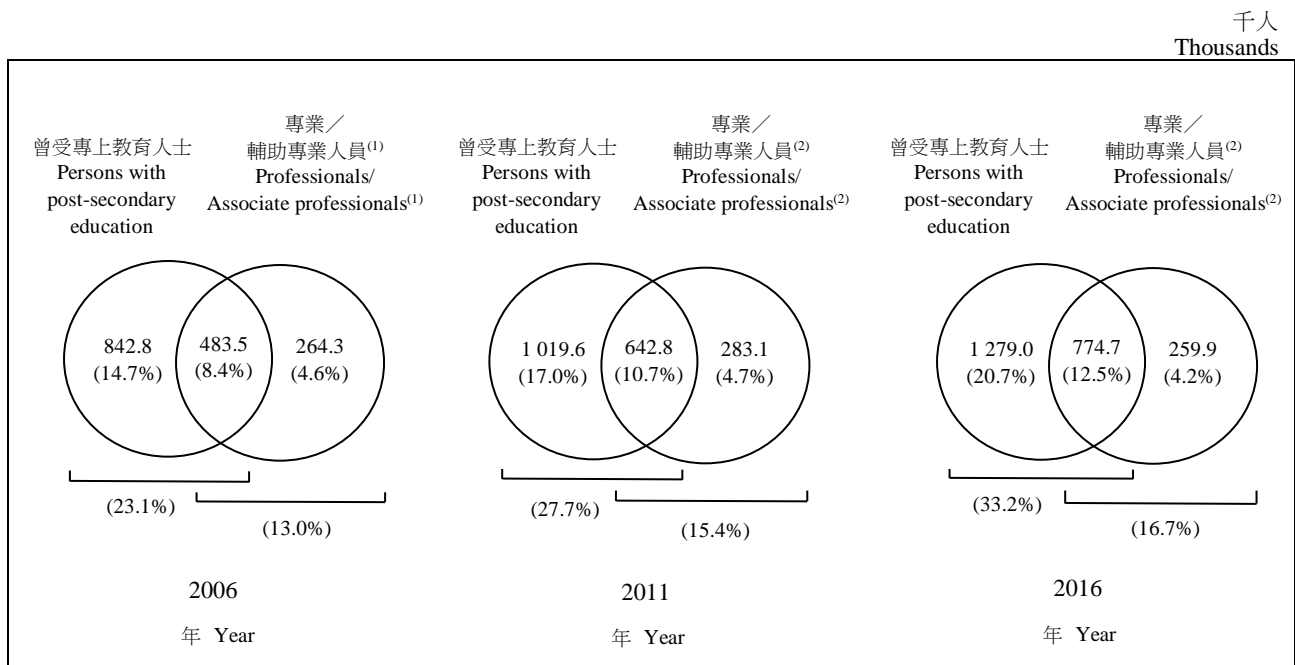 千人
Thousands
曾受專上教育人士
Persons with
post-secondary
education
專業／
輔助專業人員(1)
Professionals/
Associate professionals(1)
842.8
(14.7%)
483.5
(8.4%)
264.3
(4.6%)
(23.1%)
(13.0%)
2006
年 Year
曾受專上教育人士
Persons with
post-secondary
education
專業／
輔助專業人員(2)
Professionals/
Associate professionals(2)
1 019.6
(17.0%)
642.8
(10.7%)
283.1
(4.7%)
(27.7%)
(15.4%)
2011
年 Year
曾受專上教育人士
Persons with
post-secondary
education
專業／
輔助專業人員(2)
Professionals/
Associate professionals(2)
1 279.0
(20.7%)
774.7
(12.5%)
259.9
(4.2%)
(33.2%)
(16.7%)
2016
年 Year